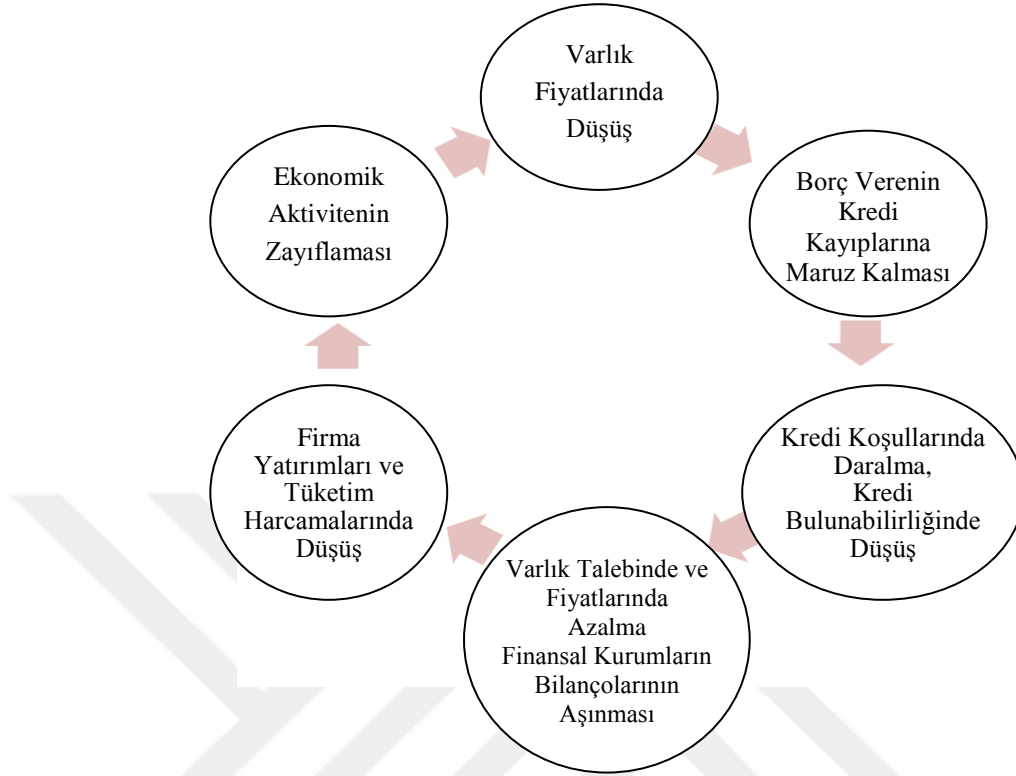 Varlık
Fiyatlarında
Düşüş
Borç Verenin
Kredi
Kayıplarına
Maruz Kalması
Kredi Koşullarında
Daralma,
Kredi
Bulunabilirliğinde
Düşüş
Varlık Talebinde ve
Fiyatlarında
Azalma
Finansal Kurumların
Bilançolarının
Aşınması
Firma
Yatırımları ve
Tüketim
Harcamalarında
Düşüş
Ekonomik
Aktivitenin
Zayıflaması